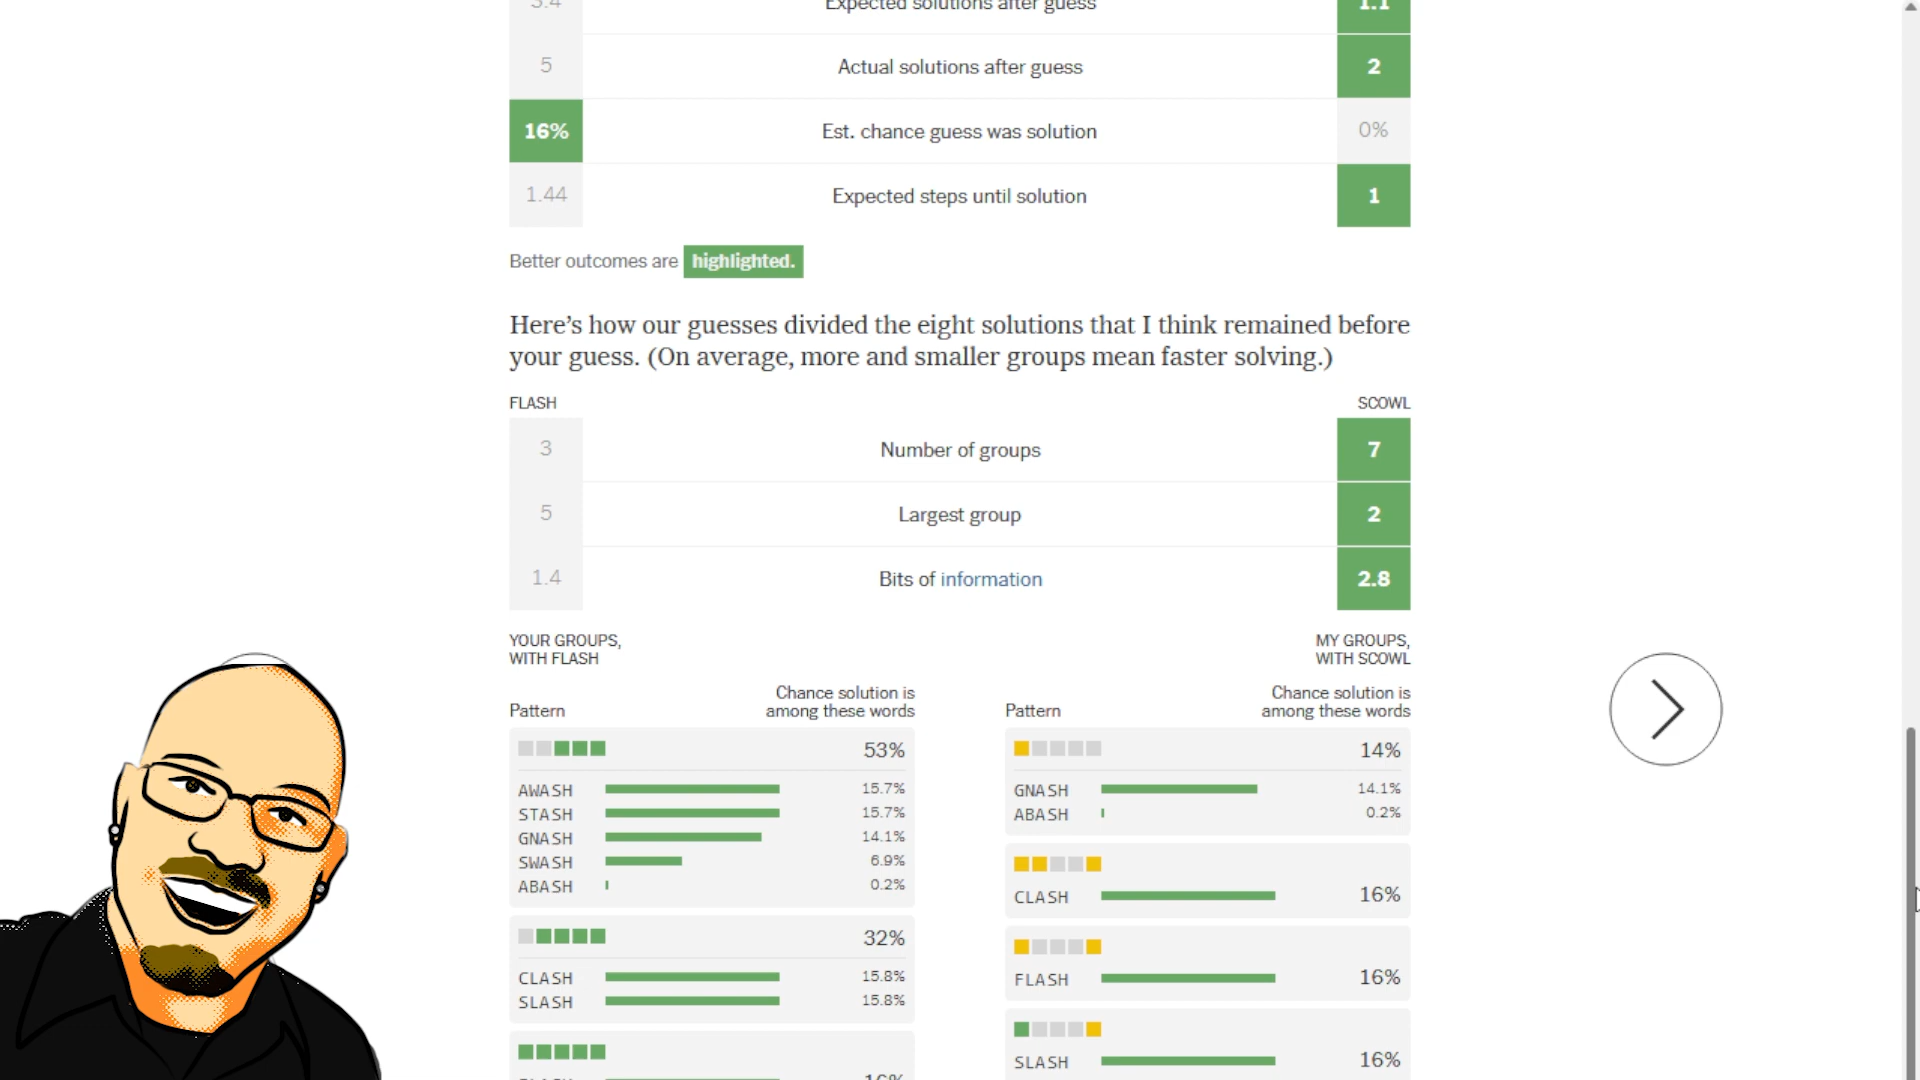 3.4 Expected solutions after guess 1.1
5 Actual solutions after guess 2
16% Est. chance guess was solution 0%
1.44 Expected steps until solution 1
Better outcomes are highlighted.
Here’s how our guesses divided the eight solutions that I think remained before
your guess. (On average, more and smaller groups mean faster solving.)
FLASH SCOWL
3 Number of groups 7
5 Largest group 2
1.4 Bits of information 2.8
YOUR GROUPS,
WITH FLASH
Pattern
Chance solution is
among these words
53%
AWASH 15.7%
STASH 15.7%
GNASH 14.1%
SWASH 6.9%
ABASH 0.2%
32%
CLASH 15.8%
SLASH 15.8%
FLASH 16%
MY GROUPS,
WITH SCOWL
Pattern
Chance solution is
among these words
14%
GNASH 14.1%
ABASH 0.2%
CLASH 16%
FLASH 16%
SLASH 16%